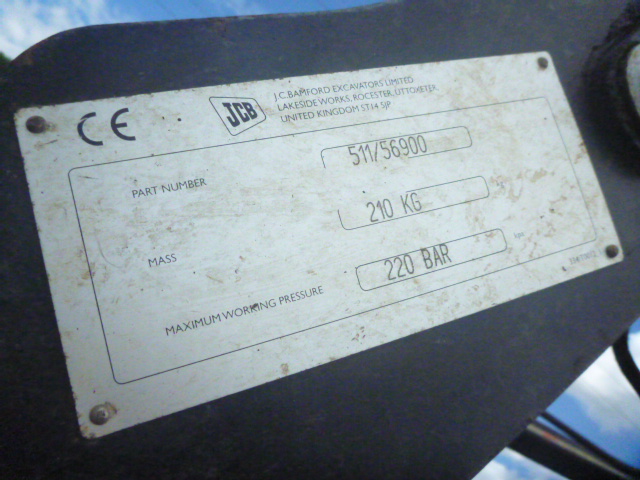 CE
JCB
J.C.BAMFORD EXCAVATORS LIMITED
LAKESIDE WORKS, ROCESTER, UTTOXETER,
UNITED KINGDOM ST14 5JP
PART NUMBER 511/56900
MASS 210 KG
MAXIMUM WORKING PRESSURE 220 BAR